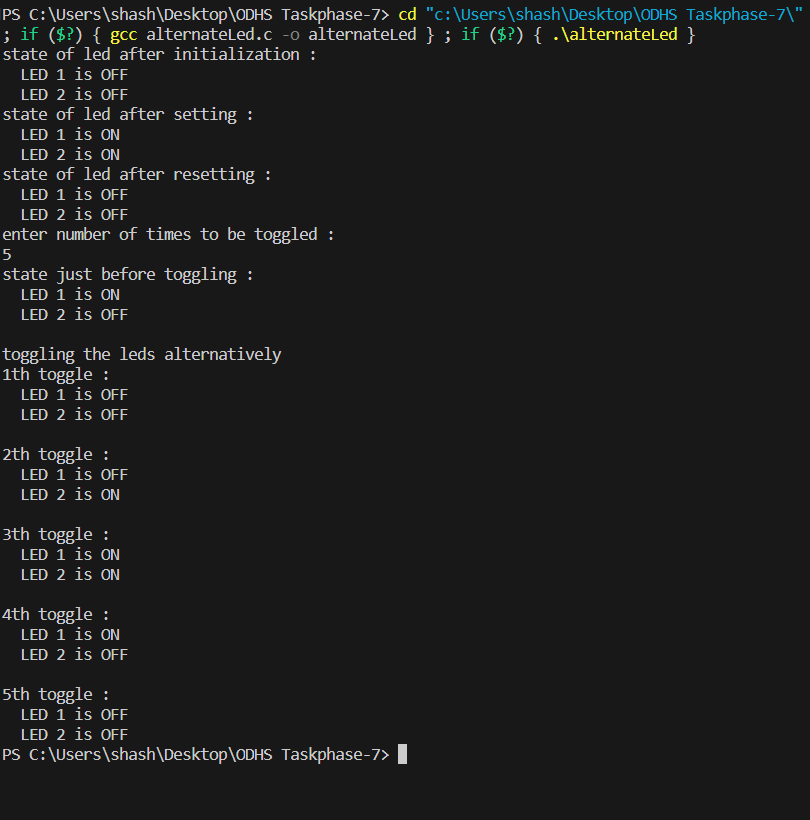 PS C:\Users\shash\Desktop\ODHS Taskphase-7> cd "c:\Users\shash\Desktop\ODHS Taskphase-7\"
; if ($?) { gcc alternateLed.c -o alternateLed } ; if ($?) { .\alternateLed }
state of led after initialization :
  LED 1 is OFF
  LED 2 is OFF
state of led after setting :
  LED 1 is ON
  LED 2 is ON
state of led after resetting :
  LED 1 is OFF
  LED 2 is OFF
enter number of times to be toggled :
5
state just before toggling :
  LED 1 is ON
  LED 2 is OFF

toggling the leds alternatively
1th toggle :
  LED 1 is OFF
  LED 2 is OFF

2th toggle :
  LED 1 is OFF
  LED 2 is ON

3th toggle :
  LED 1 is ON
  LED 2 is ON

4th toggle :
  LED 1 is ON
  LED 2 is OFF

5th toggle :
  LED 1 is OFF
  LED 2 is OFF
PS C:\Users\shash\Desktop\ODHS Taskphase-7>